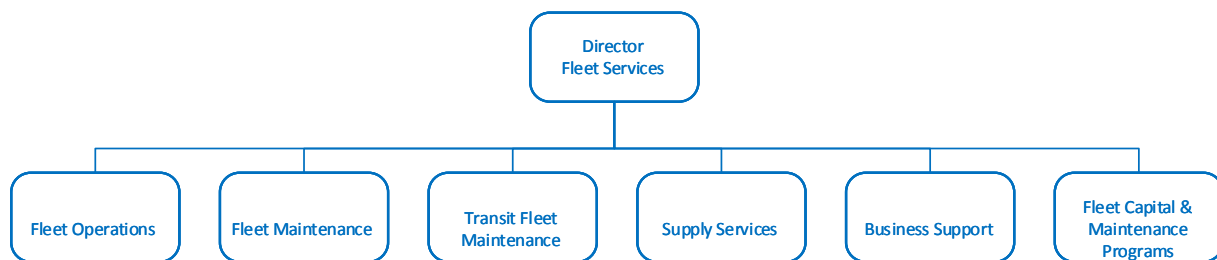 Director
Fleet Services
Fleet Operations
Fleet Maintenance
Transit Fleet
Maintenance
Supply Services
Business Support
Fleet Capital &
Maintenance
Programs